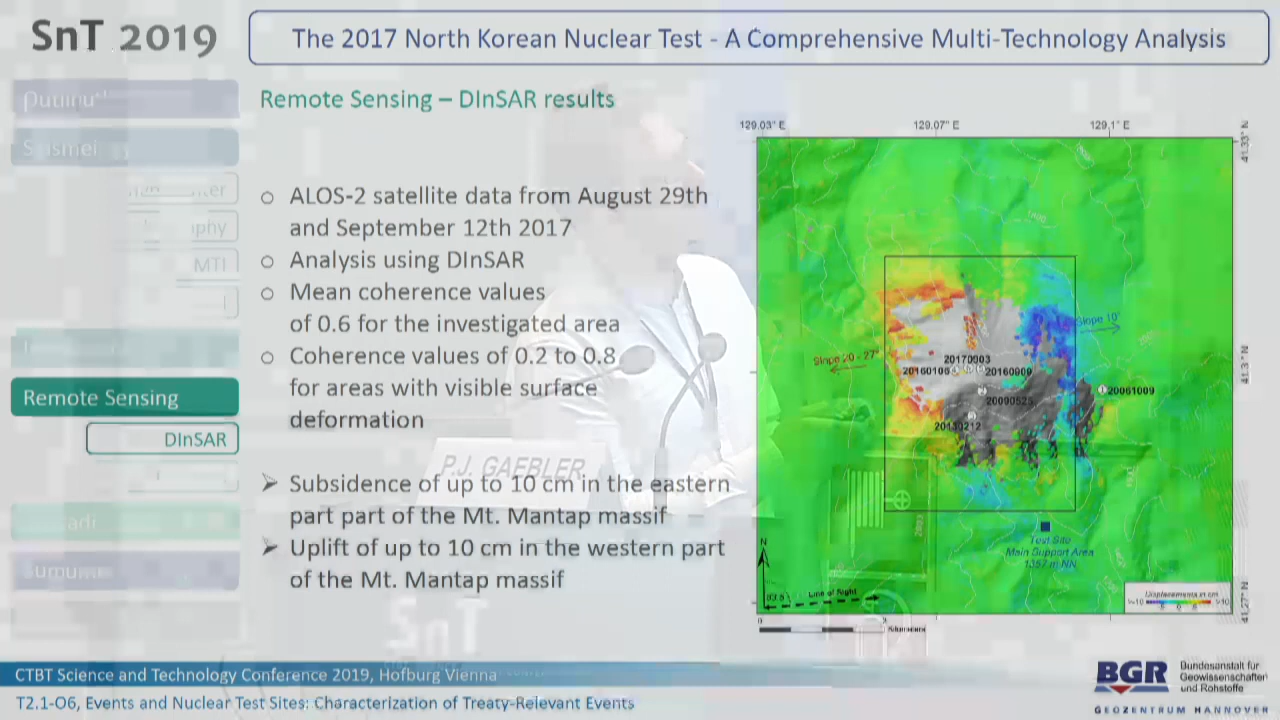 SnT 2019
The 2017 North Korean Nuclear Test - A Comprehensive Multi-Technology Analysis
Remote Sensing – DInSAR results
MTI
Remote Sensing
DInSAR
ALOS-2 satellite data from August 29th
and September 12th 2017
Analysis using DInSAR
Mean coherence values
of 0.6 for the investigated area
Coherence values of 0.2 to 0.8
for areas with visible surface
deformation
P.J. GAEBLER
Subsidence of up to 10 cm in the eastern
part part of the Mt. Mantap massif
Uplift of up to 10 cm in the western part
of the Mt. Mantap massif
129.03° E
129.07° E
129.1° E
41.33° N
41.3° N
41.27° N
Slope 10°
Slope 20 - 27°
20170903
20160106
20160909
20061009
20090525
20130212
Test Site
Main Support Area
1357 m NN
N
Line of flight
Displacements in cm
Kilometers
SnT
CTBT Science and Technology Conference 2019, Hofburg Vienna
T2.1-O6, Events and Nuclear Test Sites: Characterization of Treaty-Relevant Events
BGR
Bundesanstalt für
Geowissenschaften
und Rohstoffe
GEOZENTRUM HANNOVER